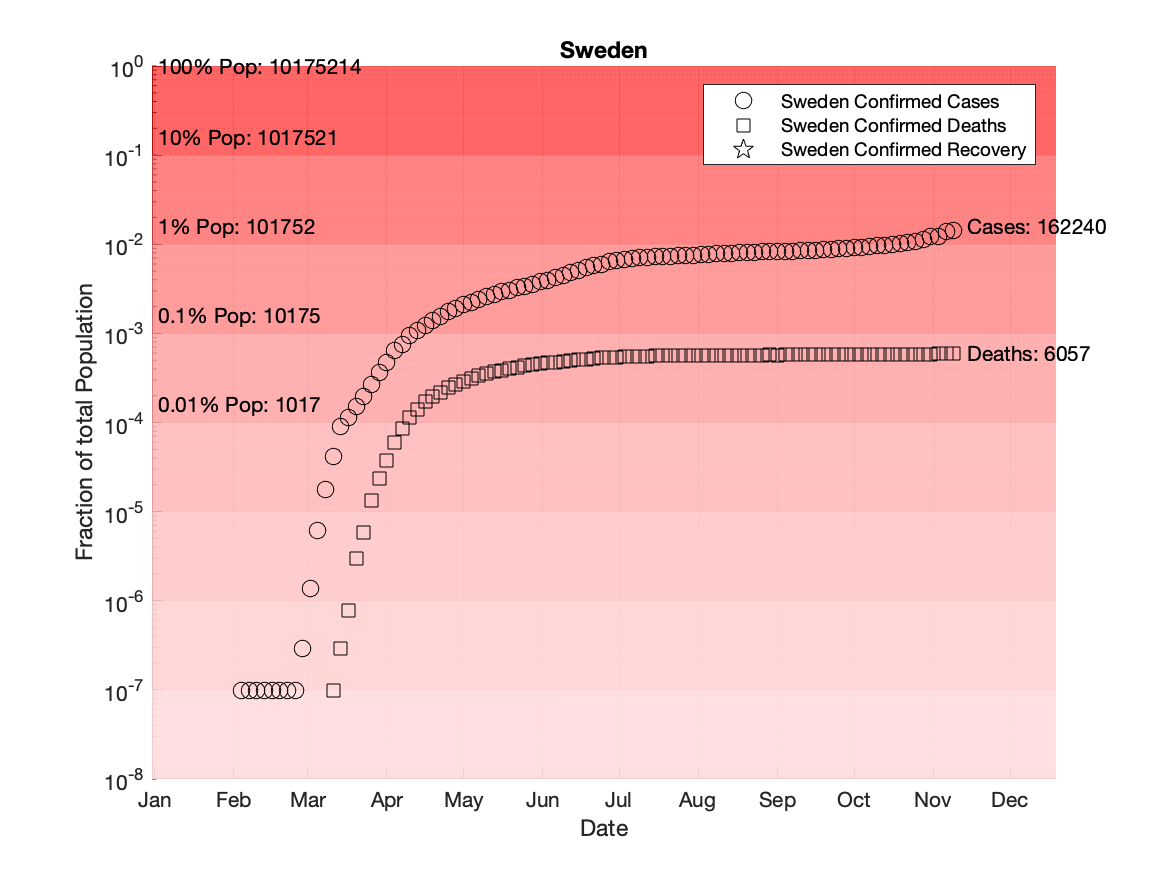 Sweden
10^0
100% Pop: 10175214
Sweden Confirmed Cases
Sweden Confirmed Deaths
Sweden Confirmed Recovery
10% Pop: 1017521
10^-1
1% Pop: 101752
Cases: 162240
10^-2
0.1% Pop: 10175
10^-3
Deaths: 6057
0.01% Pop: 1017
10^-4
10^-5
10^-6
10^-7
10^-8
Fraction of total Population
Jan Feb Mar Apr May Jun Jul Aug Sep Oct Nov Dec
Date